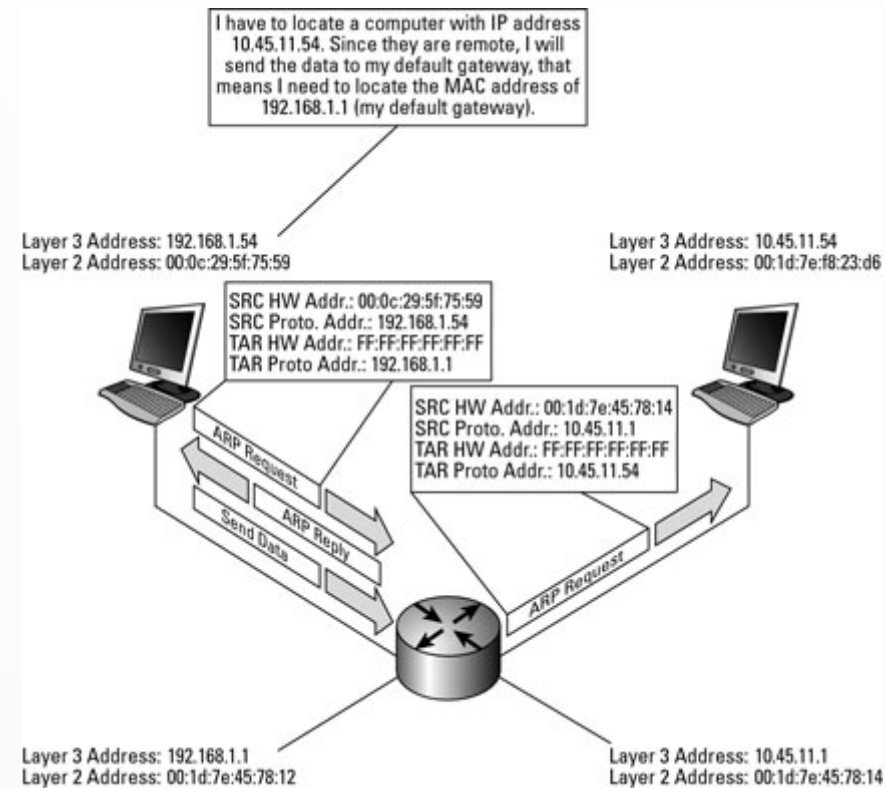 I have to locate a computer with IP address
10.45.11.54. Since they are remote, I will
send the data to my default gateway, that
means I need to locate the MAC address of
192.168.1.1 (my default gateway).
Layer 3 Address: 192.168.1.54
Layer 2 Address: 00:0c:29:5f:75:59
Layer 3 Address: 10.45.11.54
Layer 2 Address: 00:1d:7e:f8:23:d6
SRC HW Addr.: 00:0c:29:5f:75:59
SRC Proto. Addr.: 192.168.1.54
TAR HW Addr.: FF:FF:FF:FF:FF:FF
TAR Proto Addr.: 192.168.1.1
SRC HW Addr.: 00:1d:7e:45:78:14
SRC Proto. Addr.: 10.45.11.1
TAR HW Addr.: FF:FF:FF:FF:FF:FF
TAR Proto Addr.: 10.45.11.54
ARP Request
ARP Reply
Send Data
ARP Request
Layer 3 Address: 192.168.1.1
Layer 2 Address: 00:1d:7e:45:78:12
Layer 3 Address: 10.45.11.1
Layer 2 Address: 00:1d:7e:45:78:14